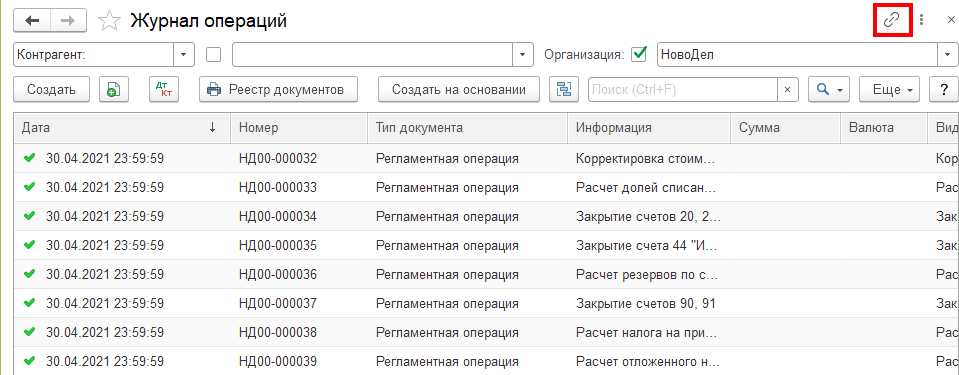 Журнал операций
Контрагент: Организация: НовоДел
Создать Дт Кт Реестр документов Создать на основании Поиск (Ctrl+F) × Еще ?
Дата ↓ Номер Тип документа Информация Сумма Валюта Вид
30.04.2021 23:59:59 НД00-000032 Регламентная операция Корректировка стоим... Кор
30.04.2021 23:59:59 НД00-000033 Регламентная операция Расчет долей списан... Рас
30.04.2021 23:59:59 НД00-000034 Регламентная операция Закрытие счетов 20, 2... Зак
30.04.2021 23:59:59 НД00-000035 Регламентная операция Закрытие счета 44 "И... Зак
30.04.2021 23:59:59 НД00-000036 Регламентная операция Расчет резервов по с... Рас
30.04.2021 23:59:59 НД00-000037 Регламентная операция Закрытие счетов 90, 91 Зак
30.04.2021 23:59:59 НД00-000038 Регламентная операция Расчет налога на при... Рас
30.04.2021 23:59:59 НД00-000039 Регламентная операция Расчет отложенного н... Рас